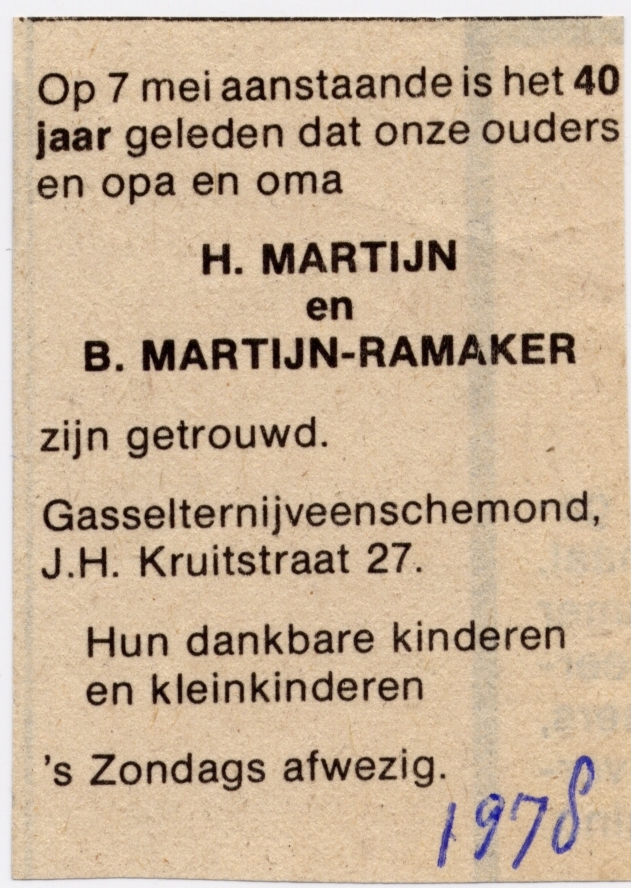 Op 7 mei aanstaande is het 40
jaar geleden dat onze ouders
en opa en oma
H. MARTIJN
en
B. MARTIJN-RAMAKER
zijn getrouwd.
Gasselternijveenschemond,
J.H. Kruitstraat 27.
Hun dankbare kinderen
en kleinkinderen
's Zondags afwezig.
1978